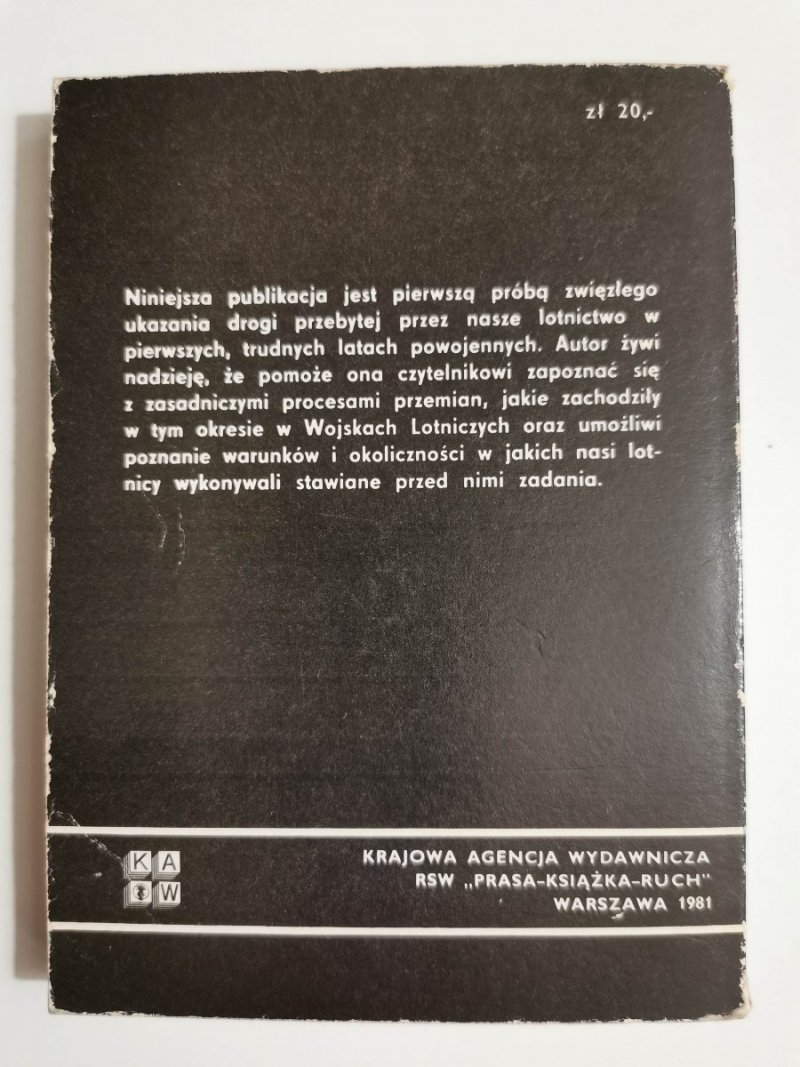 zł 20,-
Niniejsza publikacja jest pierwszą próbą zwięzłego
ukazania drogi przebytej przez nasze lotnictwo w
pierwszych, trudnych latach powojennych. Autor żywi
nadzieję, że pomoże ona czytelnikowi zapoznać się
z zasadniczymi procesami przemian, jakie zachodziły
w tym okresie w Wojskach Lotniczych oraz umożliwi
poznanie warunków i okoliczności w jakich nasi lot-
nicy wykonywali stawiane przed nimi zadania.
K A
W
KRAJOWA AGENCJA WYDAWNICZA
RSW „PRASA-KSIĄŻKA-RUCH"
WARSZAWA 1981